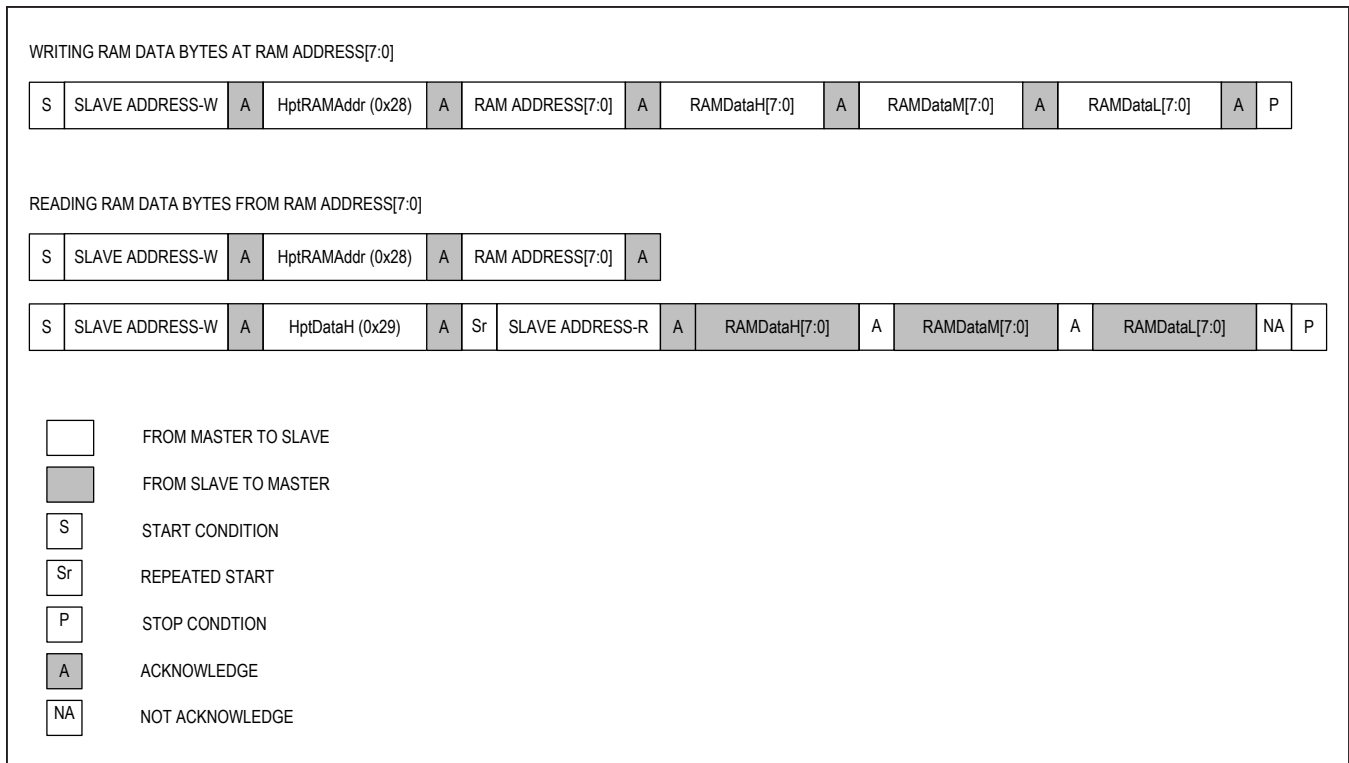 WRITING RAM DATA BYTES AT RAM ADDRESS[7:0]
S SLAVE ADDRESS-W A HptRAMAddr (0x28) A RAM ADDRESS[7:0] A RAMDataH[7:0] A RAMDataM[7:0] A RAMDataL[7:0] A P
READING RAM DATA BYTES FROM RAM ADDRESS[7:0]
S SLAVE ADDRESS-W A HptRAMAddr (0x28) A RAM ADDRESS[7:0] A
S SLAVE ADDRESS-W A HptDataH (0x29) A Sr SLAVE ADDRESS-R A RAMDataH[7:0] A RAMDataM[7:0] A RAMDataL[7:0] NA P
FROM MASTER TO SLAVE
FROM SLAVE TO MASTER
S START CONDITION
Sr REPEATED START
P STOP CONDTION
A ACKNOWLEDGE
NA NOT ACKNOWLEDGE